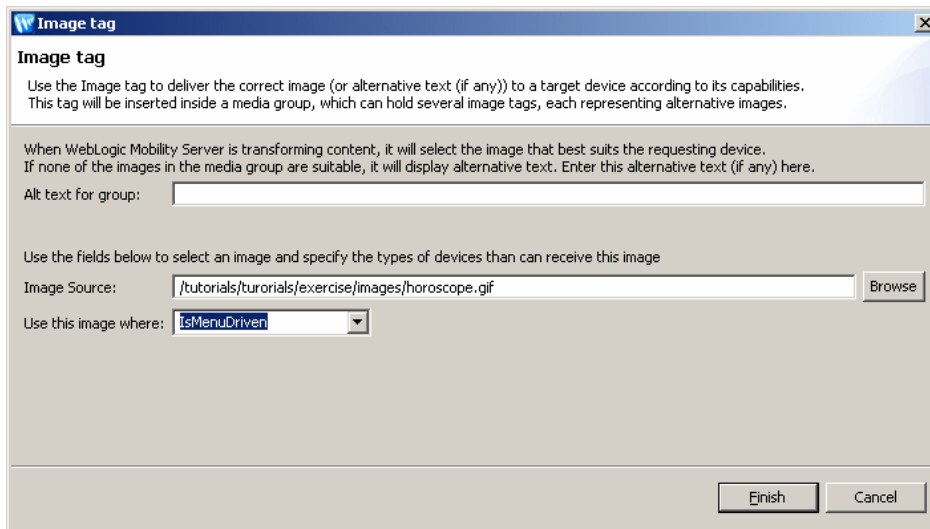 Image tag
Image tag
Use the Image tag to deliver the correct image (or alternative text (if any)) to a target device according to its capabilities.
This tag will be inserted inside a media group, which can hold several image tags, each representing alternative images.
When WebLogic Mobility Server is transforming content, it will select the image that best suits the requesting device.
If none of the images in the media group are suitable, it will display alternative text. Enter this alternative text (if any) here.
Alt text for group:
Use the fields below to select an image and specify the types of devices than can receive this image
Image Source: /tutorials/turorials/exercise/images/horoscope.gif Browse
Use this image where: IsMenuDriven
Finish Cancel